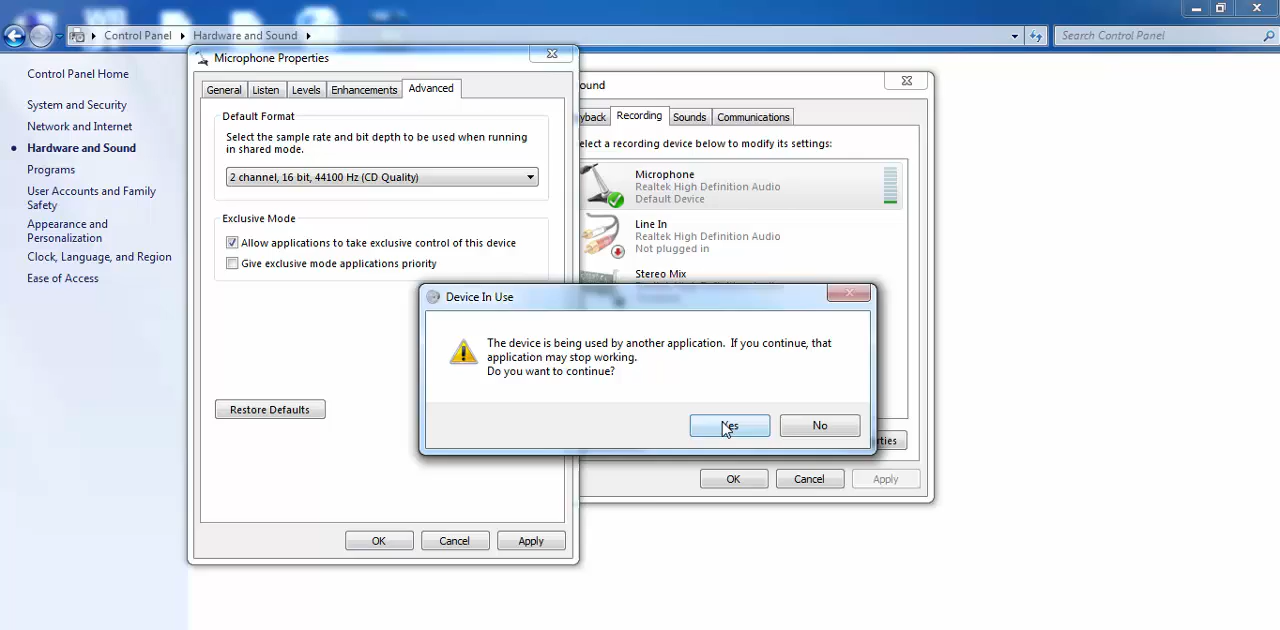 Control Panel
Hardware and Sound
Search Control Panel
Control Panel Home
System and Security
Network and Internet
Hardware and Sound
Programs
User Accounts and Family
Safety
Appearance and
Personalization
Clock, Language, and Region
Ease of Access
Microphone Properties
General
Listen
Levels
Enhancements
Advanced
Default Format
Select the sample rate and bit depth to be used when running
in shared mode.
2 channel, 16 bit, 44100 Hz (CD Quality)
Exclusive Mode
Allow applications to take exclusive control of this device
Give exclusive mode applications priority
Restore Defaults
OK
Cancel
Apply
ound
yback
Recording
Sounds
Communications
elect a recording device below to modify its settings:
Microphone
Realtek High Definition Audio
Default Device
Line In
Realtek High Definition Audio
Not plugged in
Stereo Mix
erties
OK
Cancel
Apply
Device In Use
The device is being used by another application. If you continue, that
application may stop working.
Do you want to continue?
Yes
No